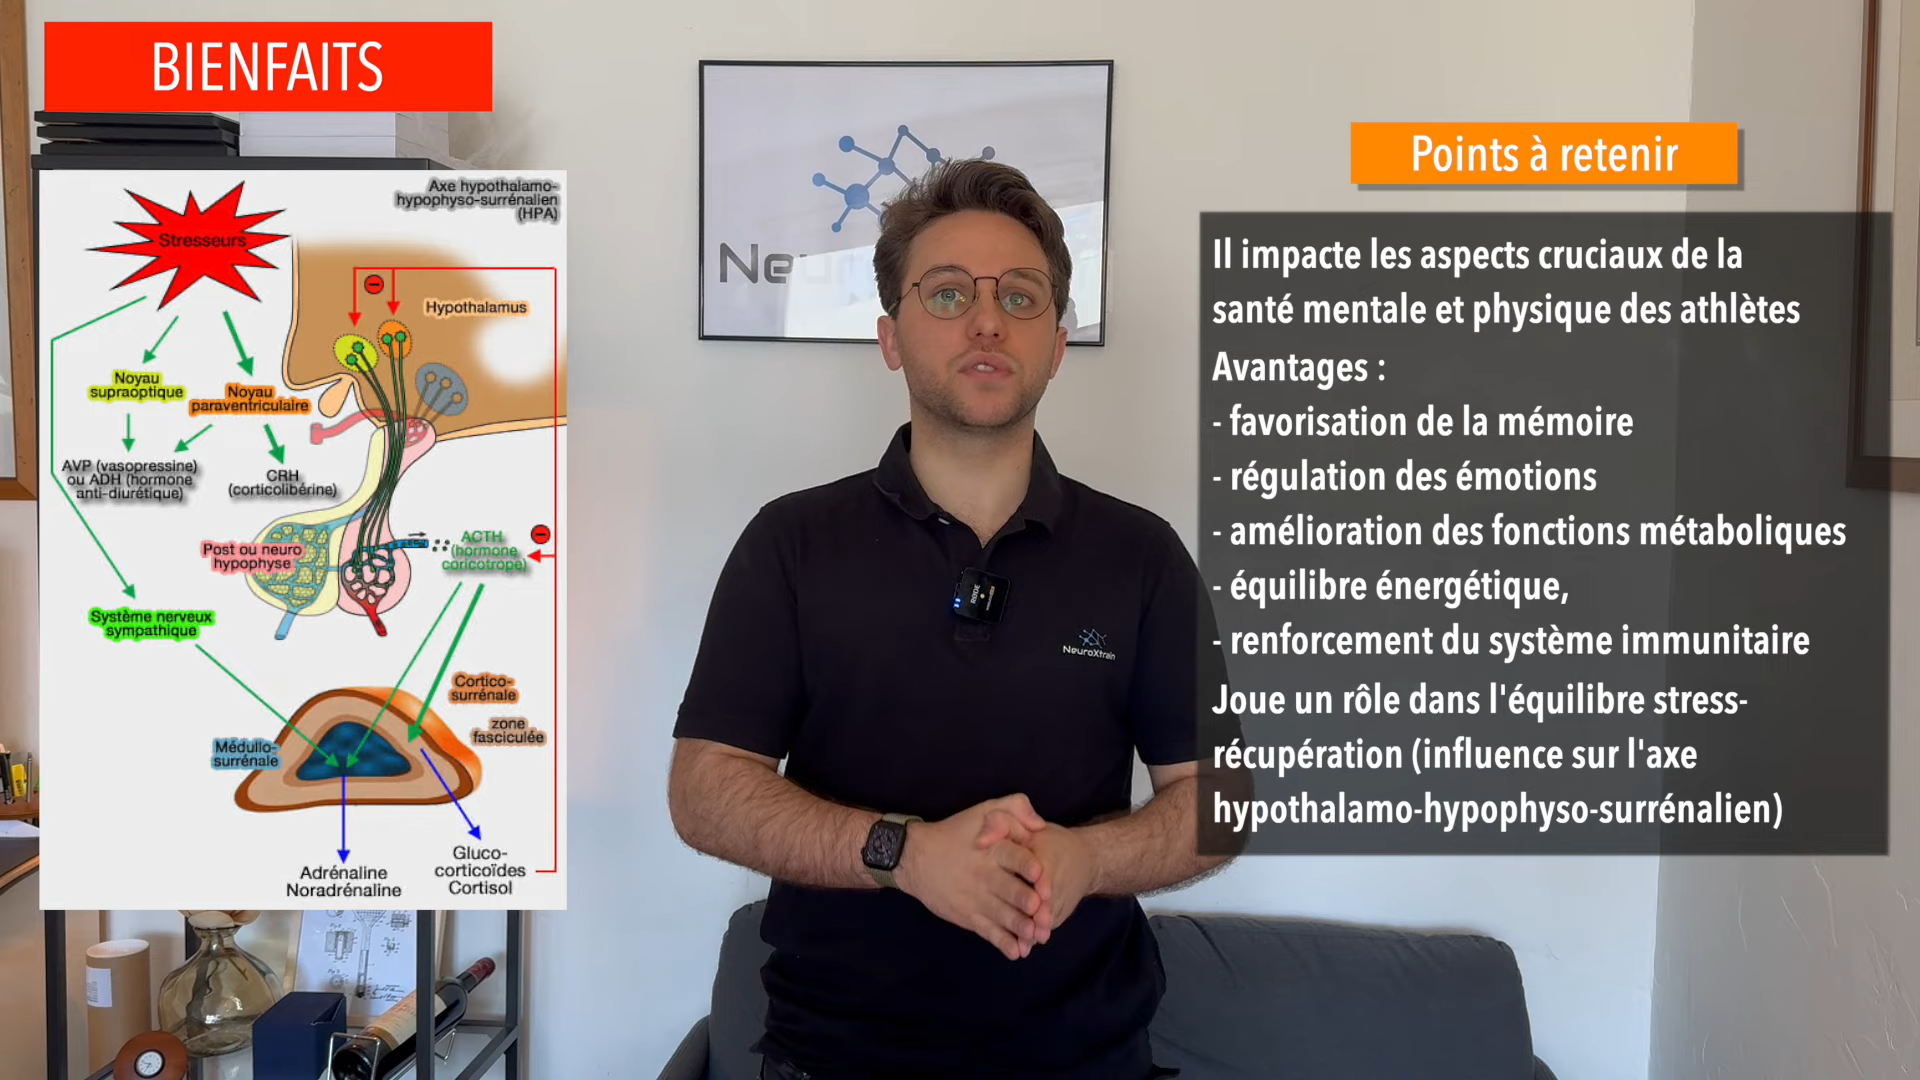 BIENFAITS
Axe hypothalamo-
hypophyso-surrénalien
(HPA)
Stresseurs
Hypothalamus
Noyau
supraoptique
Noyau
paraventriculaire
AVP (vasopressine)
ou ADH (hormone
anti-diurétique)
CRH
(corticolibérine)
Post ou neuro
hypophyse
ACTH
(hormone
coricotrope)
Système nerveux
sympathique
Cortico-
surrénale
zone
fasciculée
Médullo-
surrénale
Adrénaline
Noradrénaline
Gluco-
corticoïdes
Cortisol
RODE
NeuroXtrain
Points à retenir
Il impacte les aspects cruciaux de la
santé mentale et physique des athlètes
Avantages :
- favorisation de la mémoire
- régulation des émotions
- amélioration des fonctions métaboliques
- équilibre énergétique,
- renforcement du système immunitaire
Joue un rôle dans l'équilibre stress-
récupération (influence sur l'axe
hypothalamo-hypophyso-surrénalien)